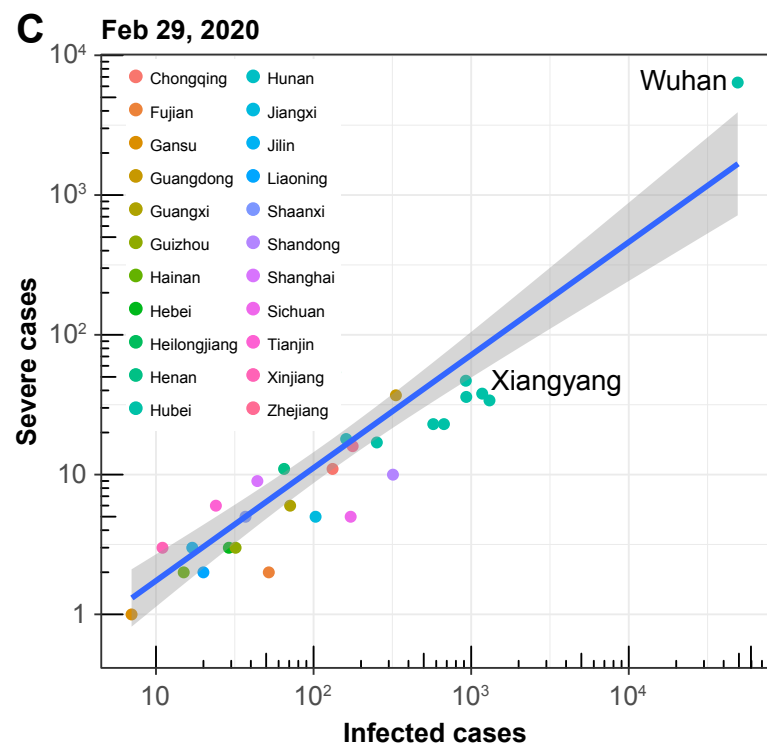 C Feb 29, 2020
Severe cases
10⁴
10³
10²
10
1
Chongqing
Fujian
Gansu
Guangdong
Guangxi
Guizhou
Hainan
Hebei
Heilongjiang
Henan
Hubei
Hunan
Jiangxi
Jilin
Liaoning
Shaanxi
Shandong
Shanghai
Sichuan
Tianjin
Xinjiang
Zhejiang
Wuhan
Xiangyang
10 10² 10³ 10⁴
Infected cases